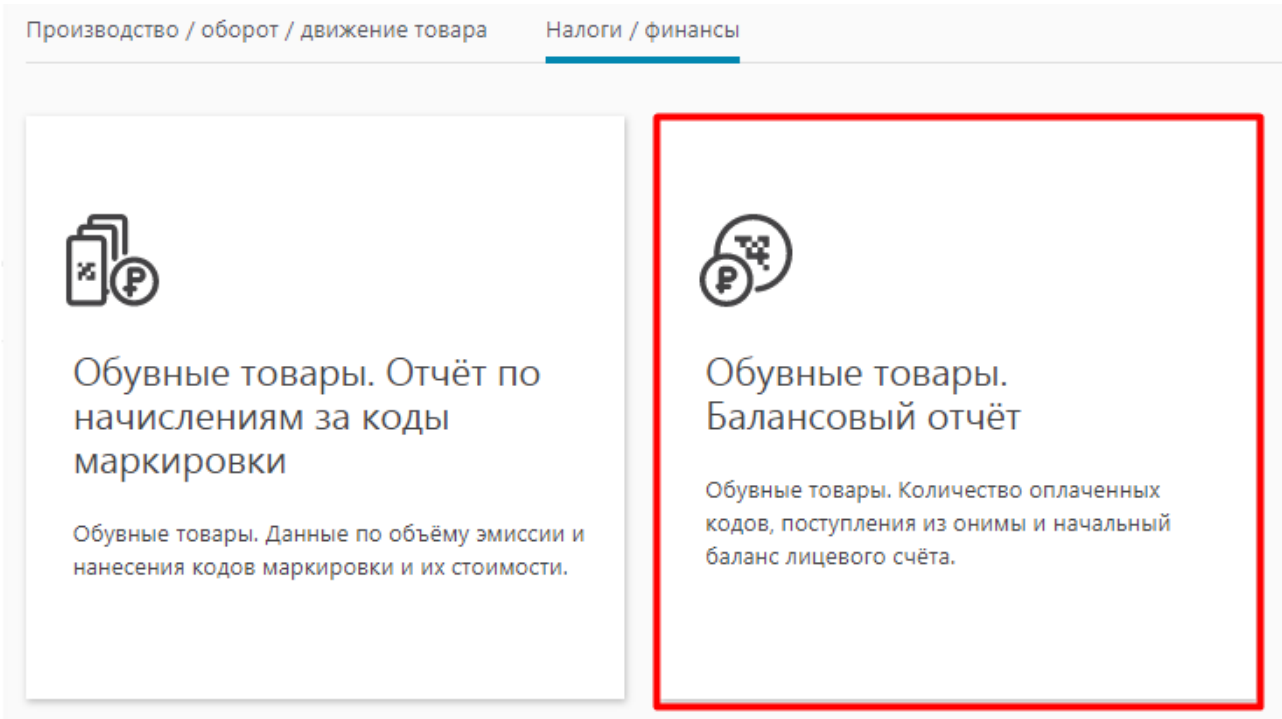 Производство / оборот / движение товара
Налоги / финансы
Обувные товары. Отчёт по
начислениям за коды
маркировки
Обувные товары. Данные по объёму эмиссии и
нанесения кодов маркировки и их стоимости.
Обувные товары.
Балансовый отчёт
Обувные товары. Количество оплаченных
кодов, поступления из онимы и начальный
баланс лицевого счёта.